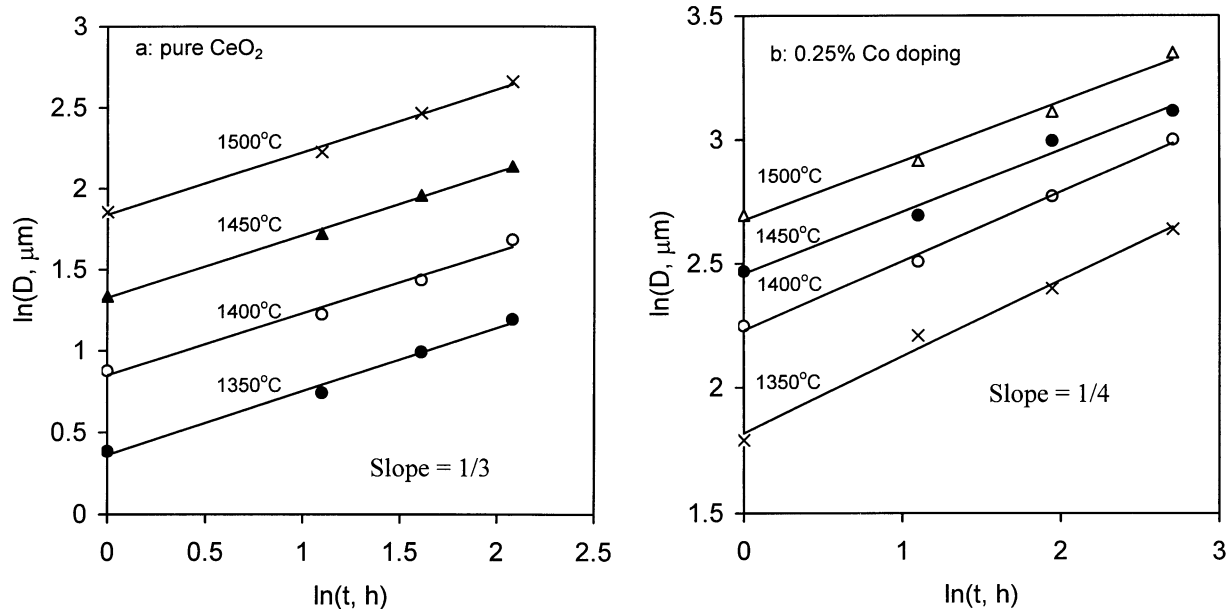 3
2.5
2
1.5
1
0.5
0
ln(D, μm)
a: pure CeO₂
1500°C
1450°C
1400°C
1350°C
Slope = 1/3
0 0.5 1 1.5 2 2.5
ln(t, h)
3.5
3
2.5
2
1.5
ln(D, μm)
b: 0.25% Co doping
1500°C
1450°C
1400°C
1350°C
Slope = 1/4
0 1 2 3
ln(t, h)